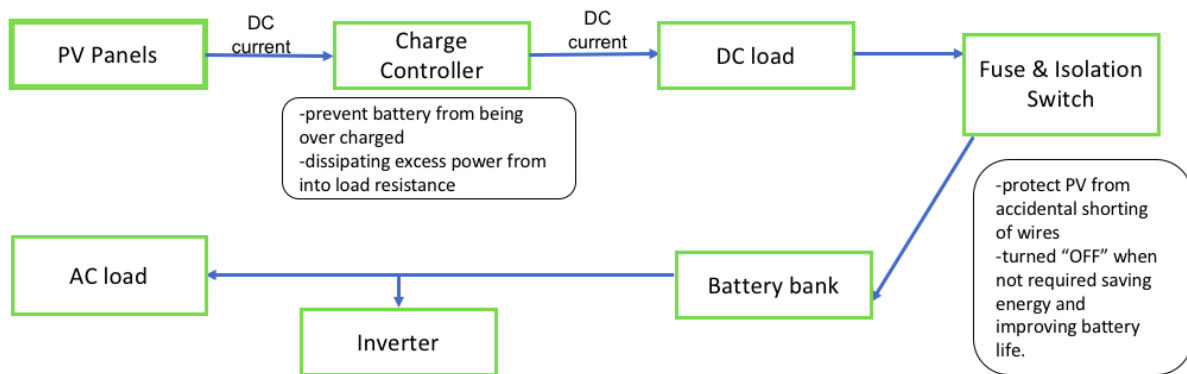 PV Panels
DC
current
Charge
Controller
DC
current
DC load
Fuse & Isolation
Switch
-prevent battery from being
over charged
-dissipating excess power from
into load resistance
-protect PV from
accidental shorting
of wires
-turned “OFF” when
not required saving
energy and
improving battery
life.
AC load
Battery bank
Inverter